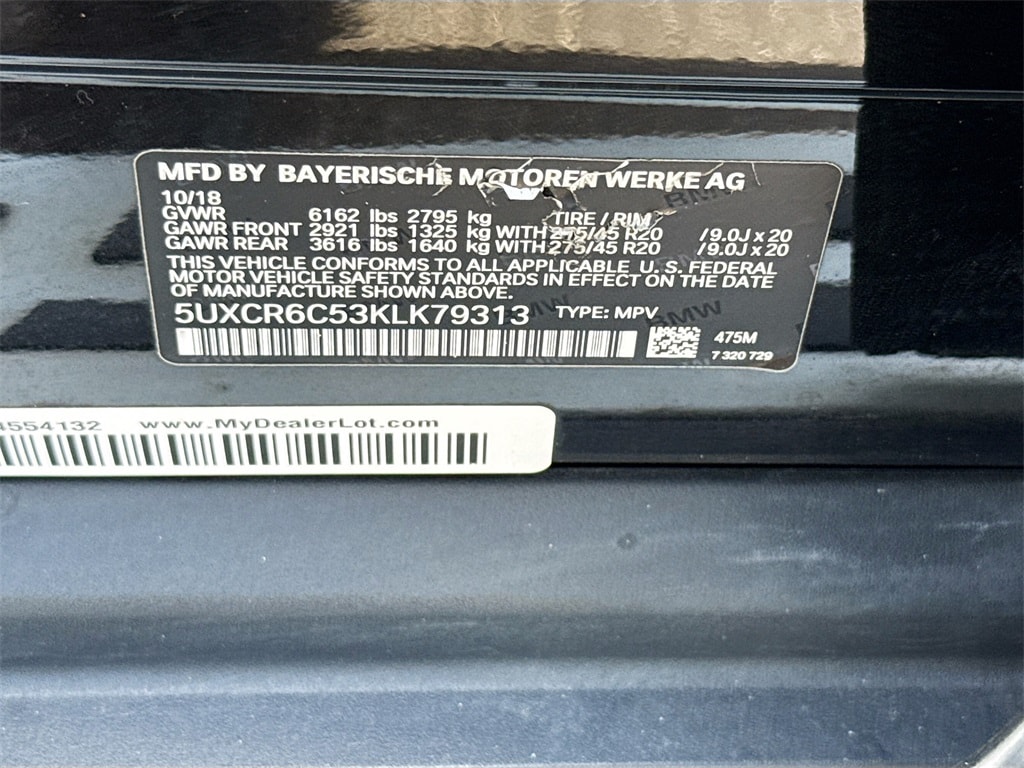 MFD BY BAYERISCHE MOTOREN WERKE AG
10/18
GVWR 6162 lbs 2795 kg TIRE / RIM
GAWR FRONT 2921 lbs 1325 kg WITH 275/45 R20 / 9.0J x 20
GAWR REAR 3616 lbs 1640 kg WITH 275/45 R20 / 9.0J x 20
THIS VEHICLE CONFORMS TO ALL APPLICABLE U. S. FEDERAL
MOTOR VEHICLE SAFETY STANDARDS IN EFFECT ON THE DATE
OF MANUFACTURE SHOWN ABOVE.
5UXCR6C53KLK79313 TYPE: MPV
475M
7 320 729
4554132 www.MyDealerLot.com